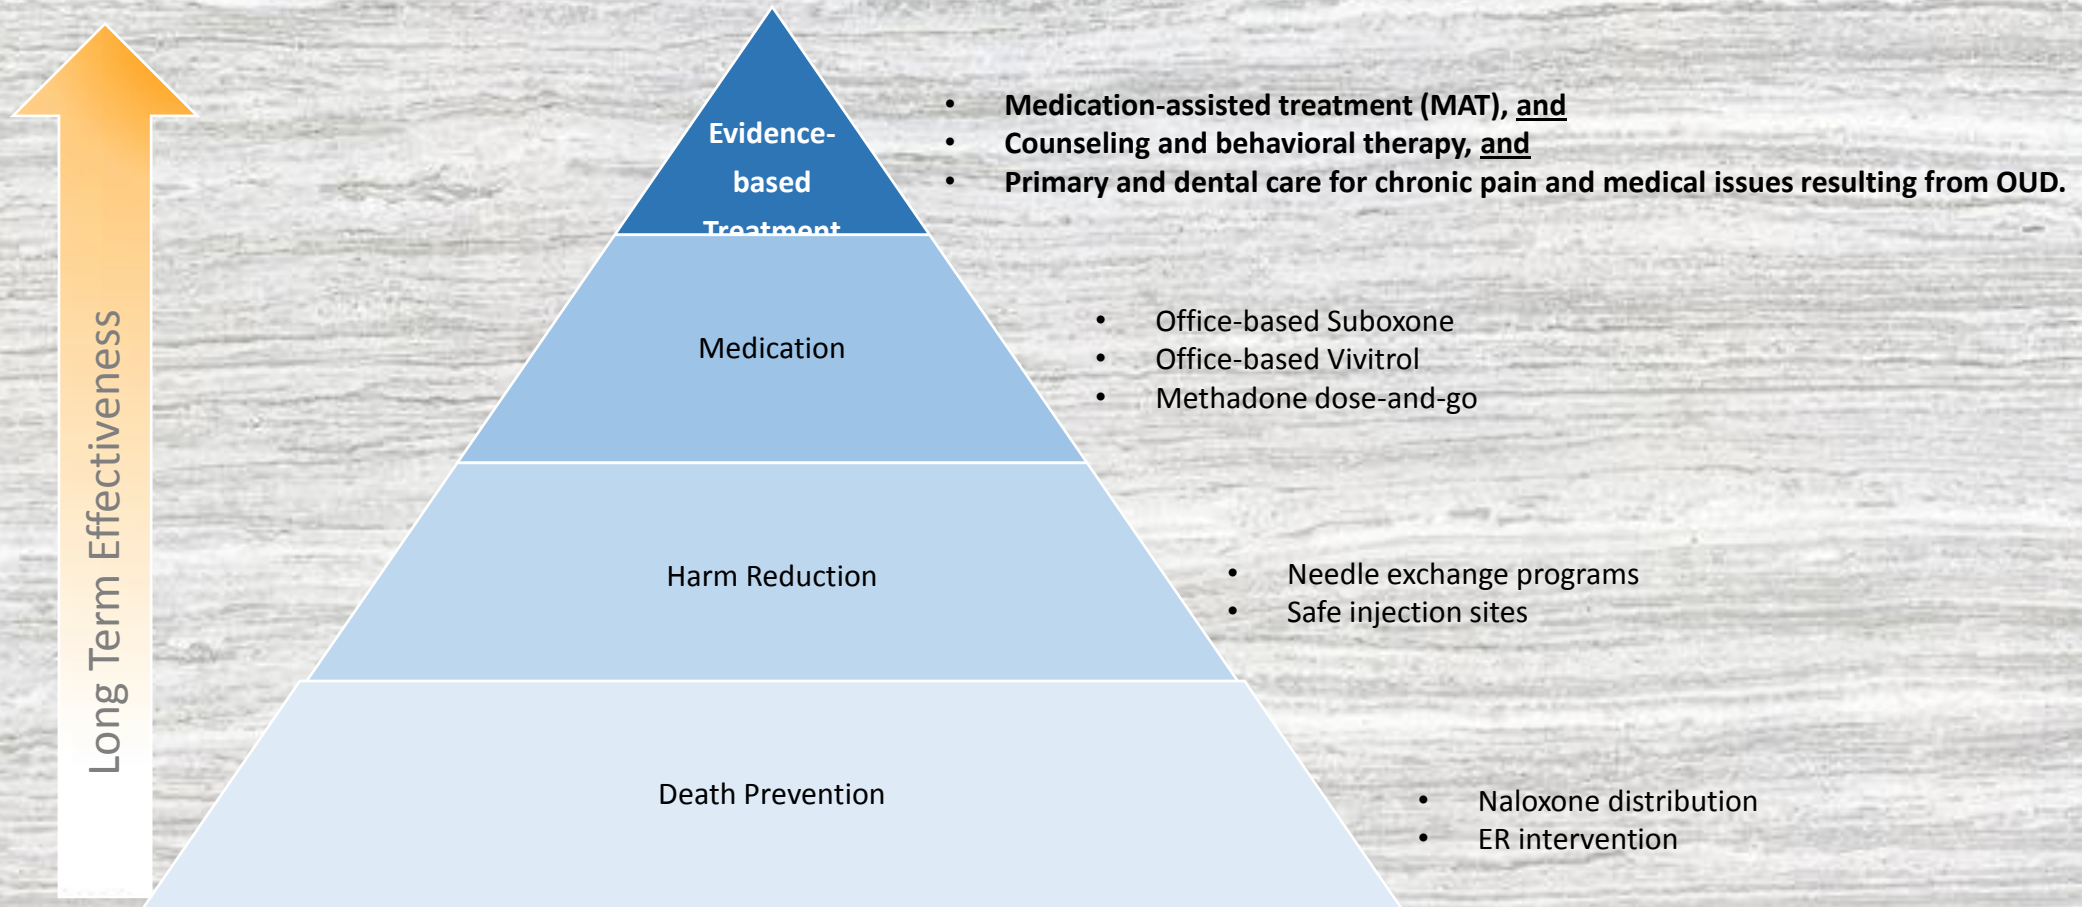 Long Term Effectiveness
Evidence-
based
Treatment
• Medication-assisted treatment (MAT), and
• Counseling and behavioral therapy, and
• Primary and dental care for chronic pain and medical issues resulting from OUD.
Medication
• Office-based Suboxone
• Office-based Vivitrol
• Methadone dose-and-go
Harm Reduction
• Needle exchange programs
• Safe injection sites
Death Prevention
• Naloxone distribution
• ER intervention